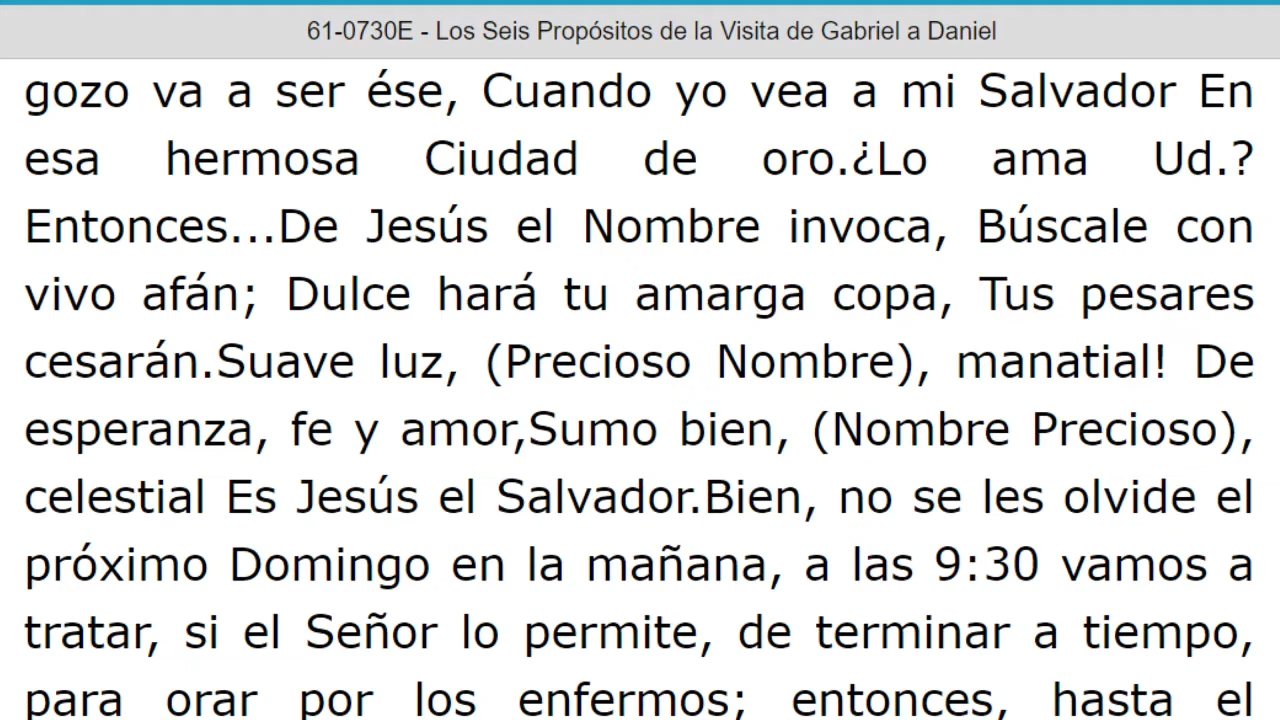 61-0730E - Los Seis Propósitos de la Visita de Gabriel a Daniel
gozo va a ser ése, Cuando yo vea a mi Salvador En
esa hermosa Ciudad de oro.¿Lo ama Ud.?
Entonces...De Jesús el Nombre invoca, Búscale con
vivo afán; Dulce hará tu amarga copa, Tus pesares
cesarán.Suave luz, (Precioso Nombre), manatial! De
esperanza, fe y amor,Sumo bien, (Nombre Precioso),
celestial Es Jesús el Salvador.Bien, no se les olvide el
próximo Domingo en la mañana, a las 9:30 vamos a
tratar, si el Señor lo permite, de terminar a tiempo,
para orar por los enfermos; entonces, hasta el